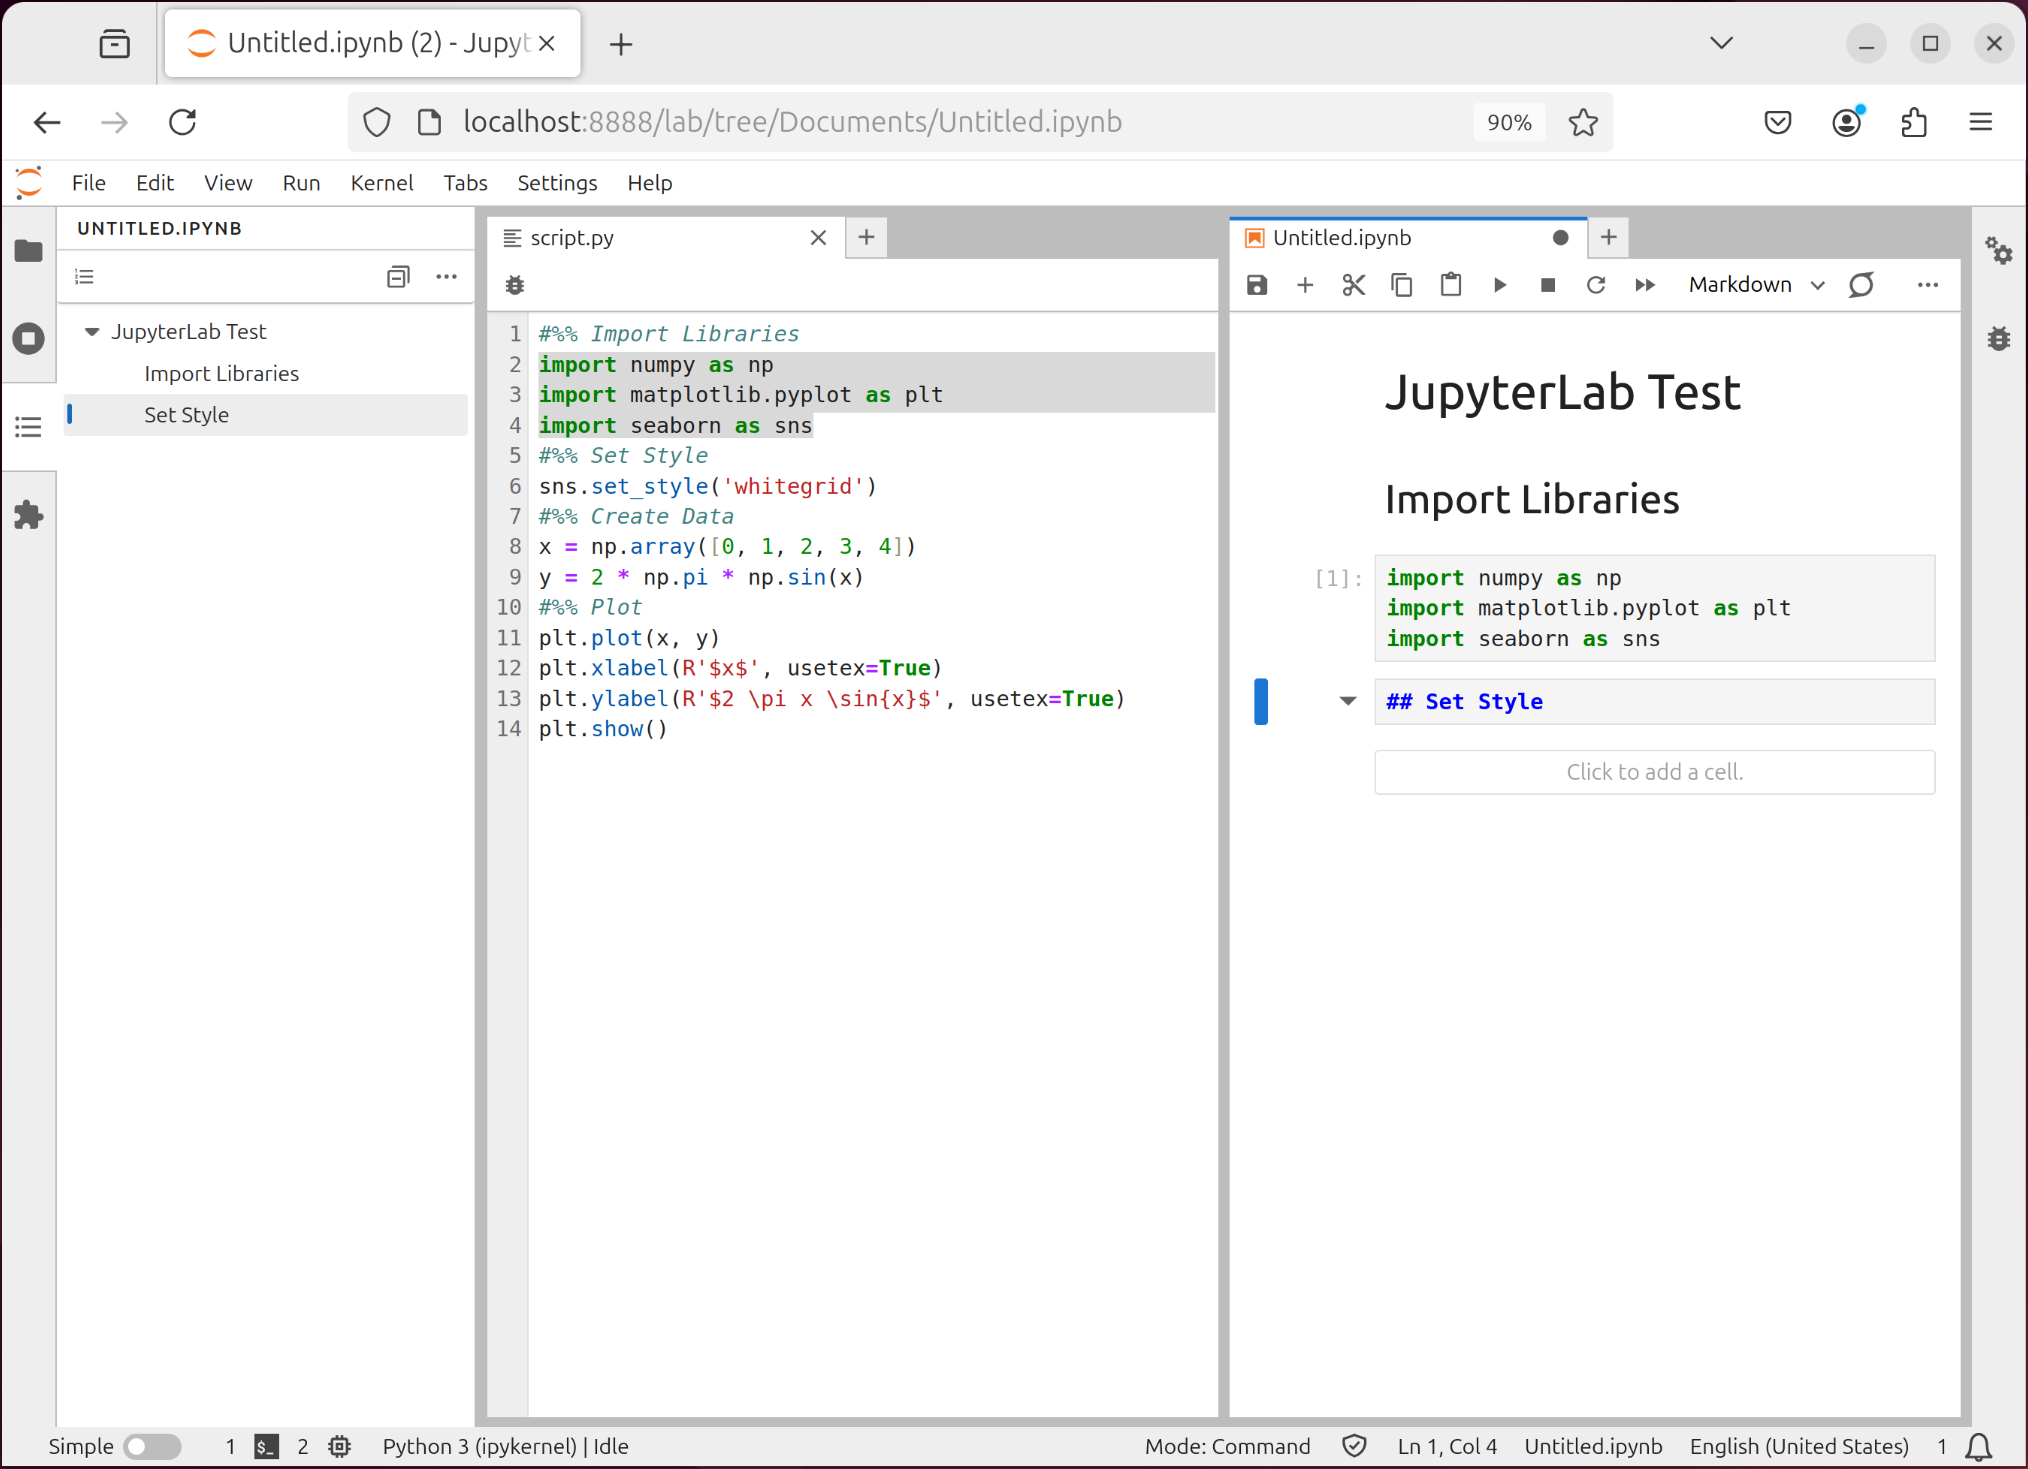 Untitled.ipynb (2) - Jupyt
localhost:8888/lab/tree/Documents/Untitled.ipynb
90%
File Edit View Run Kernel Tabs Settings Help
UNTITLED.IPYNB
JupyterLab Test
Import Libraries
Set Style
script.py
1 #%% Import Libraries
2 import numpy as np
3 import matplotlib.pyplot as plt
4 import seaborn as sns
5 #%% Set Style
6 sns.set_style('whitegrid')
7 #%% Create Data
8 x = np.array([0, 1, 2, 3, 4])
9 y = 2 * np.pi * np.sin(x)
10 #%% Plot
11 plt.plot(x, y)
12 plt.xlabel(R'$x$', usetex=True)
13 plt.ylabel(R'$2 \pi x \sin{x}$', usetex=True)
14 plt.show()
Untitled.ipynb
Markdown
JupyterLab Test
Import Libraries
[1]:
import numpy as np
import matplotlib.pyplot as plt
import seaborn as sns
## Set Style
Click to add a cell.
Simple 1 $_ 2 Python 3 (ipykernel) | Idle Mode: Command Ln 1, Col 4 Untitled.ipynb English (United States) 1